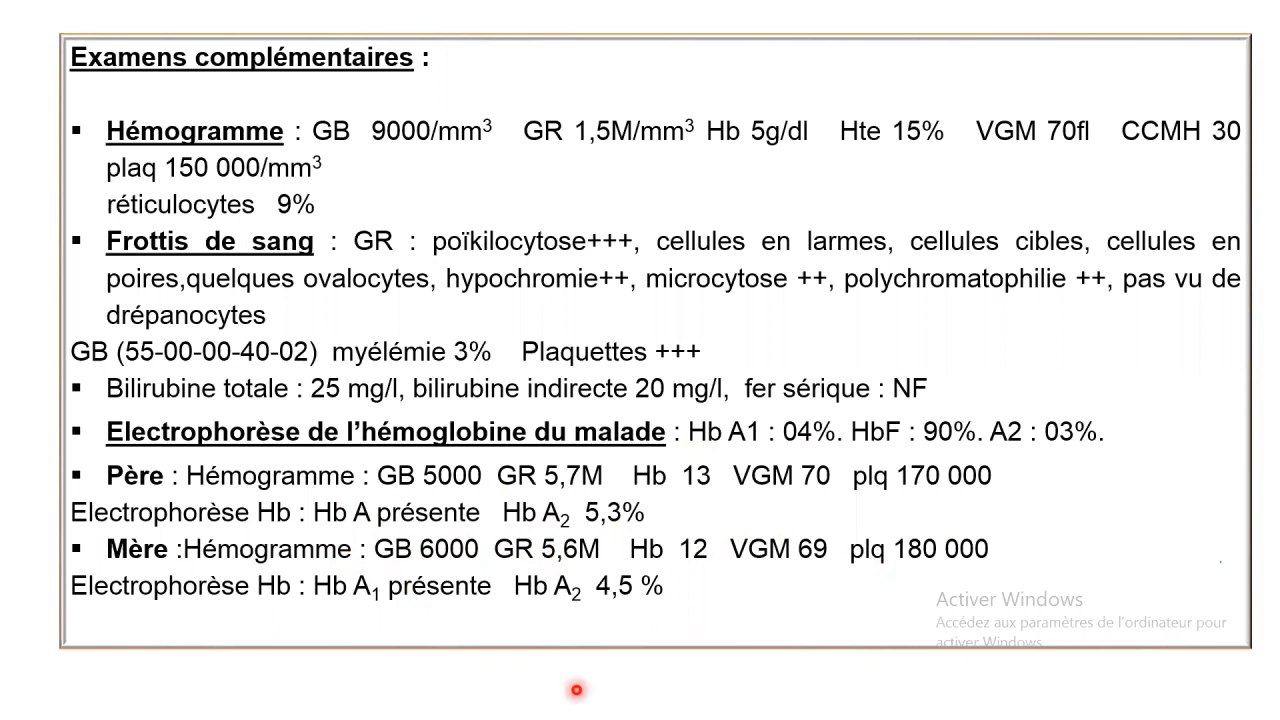 Examens complémentaires :
▪ Hémogramme : GB 9000/mm³ GR 1,5M/mm³ Hb 5g/dl Hte 15% VGM 70fl CCMH 30
plaq 150 000/mm³
réticulocytes 9%
▪ Frottis de sang : GR : poïkilocytose+++, cellules en larmes, cellules cibles, cellules en
poires,quelques ovalocytes, hypochromie++, microcytose ++, polychromatophilie ++, pas vu de
drépanocytes
GB (55-00-00-40-02) myélémie 3% Plaquettes +++
▪ Bilirubine totale : 25 mg/l, bilirubine indirecte 20 mg/l, fer sérique : NF
▪ Electrophorèse de l’hémoglobine du malade : Hb A1 : 04%. HbF : 90%. A2 : 03%.
▪ Père : Hémogramme : GB 5000 GR 5,7M Hb 13 VGM 70 plq 170 000
Electrophorèse Hb : Hb A présente Hb A₂ 5,3%
▪ Mère :Hémogramme : GB 6000 GR 5,6M Hb 12 VGM 69 plq 180 000
Electrophorèse Hb : Hb A₁ présente Hb A₂ 4,5 %
Activer Windows
Accédez aux paramètres de l'ordinateur pour
activer Windows